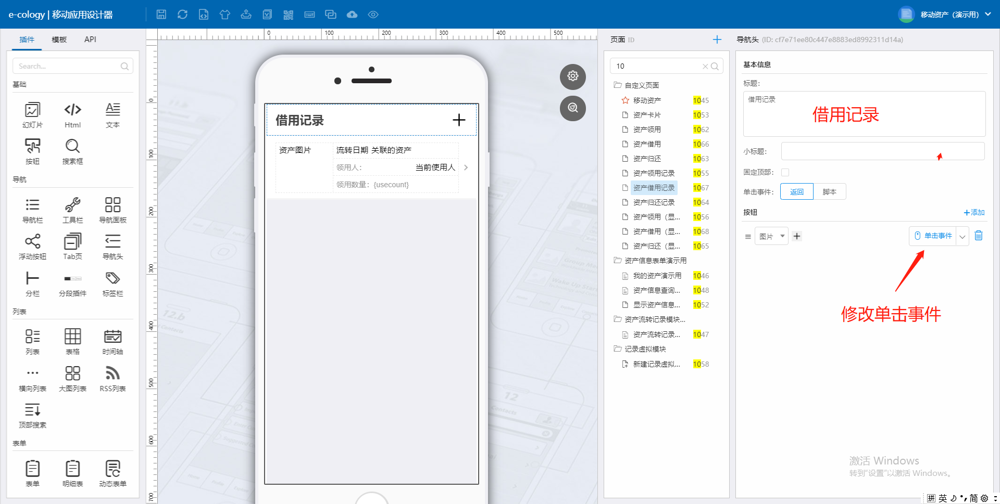 e-cology | 移动应用设计器
移动资产（演示用）
插件
模板
API
Search...
基础
幻灯片
Html
文本
按钮
搜索框
导航
导航栏
工具栏
导航面板
浮动按钮
Tab页
导航头
分栏
分段插件
标签栏
列表
列表
表格
时间轴
横向列表
大图列表
RSS列表
顶部搜索
表单
表单
明细表
动态表单
0
100
200
300
400
500
0
100
200
300
400
500
600
700
借用记录
资产图片
流转日期 关联的资产
领用人：
当前使用人
领用数量：{usecount}
页面 ID
10
自定义页面
移动资产 1045
资产卡片 1053
资产领用 1062
资产借用 1066
资产归还 1063
资产领用记录 1055
资产借用记录 1067
资产归还记录 1064
资产领用（显... 1056
资产借用（显... 1068
资产归还（显... 1065
资产信息表单演示用
我的资产演示用 1046
资产信息查询... 1048
显示资产信息... 1052
资产流转记录模块...
资产流转记录... 1047
记录虚拟模块
新建记录虚拟... 1058
导航头 (ID: cf7e71ee80c447e8883ed8992311d14a)
基本信息
标题：
借用记录
借用记录
小标题：
固定顶部：
单击事件：
返回
脚本
按钮
+添加
图片
单击事件
修改单击事件
激活 Windows
转到"设置"以激活 Windows。
拼 英 简